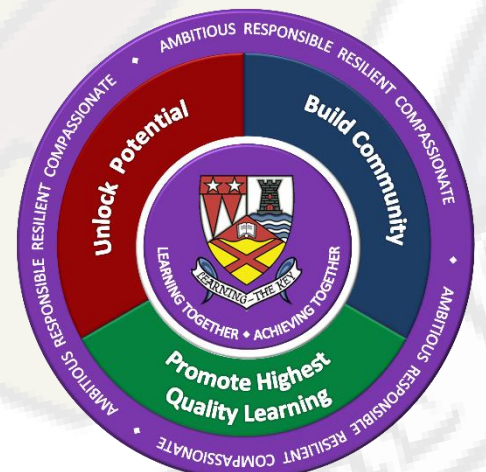 AMBITIOUS RESPONSIBLE RESILIENT COMPASSIONATE
◆ AMBITIOUS RESPONSIBLE RESILIENT COMPASSIONATE
◆ AMBITIOUS RESPONSIBLE RESILIENT COMPASSIONATE ◆
Unlock Potential
Build Community
LEARNING TOGETHER ◆ ACHIEVING TOGETHER
LEARNING - THE KEY
Promote Highest
Quality Learning